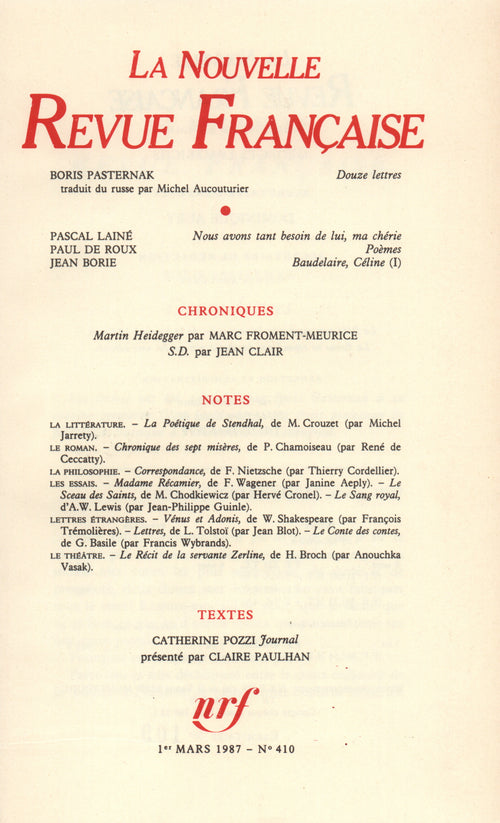 LA NOUVELLE
REVUE FRANÇAISE
BORIS PASTERNAK Douze lettres
traduit du russe par Michel Aucouturier
PASCAL LAINÉ Nous avons tant besoin de lui, ma chérie
PAUL DE ROUX Poèmes
JEAN BORIE Baudelaire, Céline (I)
CHRONIQUES
Martin Heidegger par MARC FROMENT-MEURICE
S.D. par JEAN CLAIR
NOTES
LA LITTÉRATURE. – La Poétique de Stendhal, de M. Crouzet (par Michel
Jarrety).
LE ROMAN. – Chronique des sept misères, de P. Chamoiseau (par René de
Ceccatty).
LA PHILOSOPHIE. – Correspondance, de F. Nietzsche (par Thierry Cordellier).
LES ESSAIS. – Madame Récamier, de F. Wagener (par Janine Aeply). – Le
Sceau des Saints, de M. Chodkiewicz (par Hervé Cronel). – Le Sang royal,
d'A.W. Lewis (par Jean-Philippe Guinle).
LETTRES ÉTRANGÈRES. – Vénus et Adonis, de W. Shakespeare (par François
Trémolières). – Lettres, de L. Tolstoï (par Jean Blot). – Le Conte des contes,
de G. Basile (par Francis Wybrands).
LE THÉÂTRE. – Le Récit de la servante Zerline, de H. Broch (par Anouchka
Vasak).
TEXTES
CATHERINE POZZI Journal
présenté par CLAIRE PAULHAN
nrf
1er MARS 1987 – N° 410